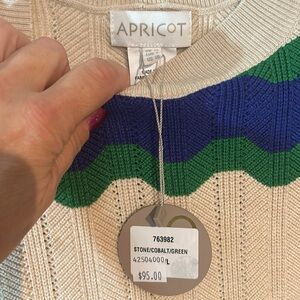 APRICOT
763982
STONE/COBALT/GREEN
42504000 L
$95.00